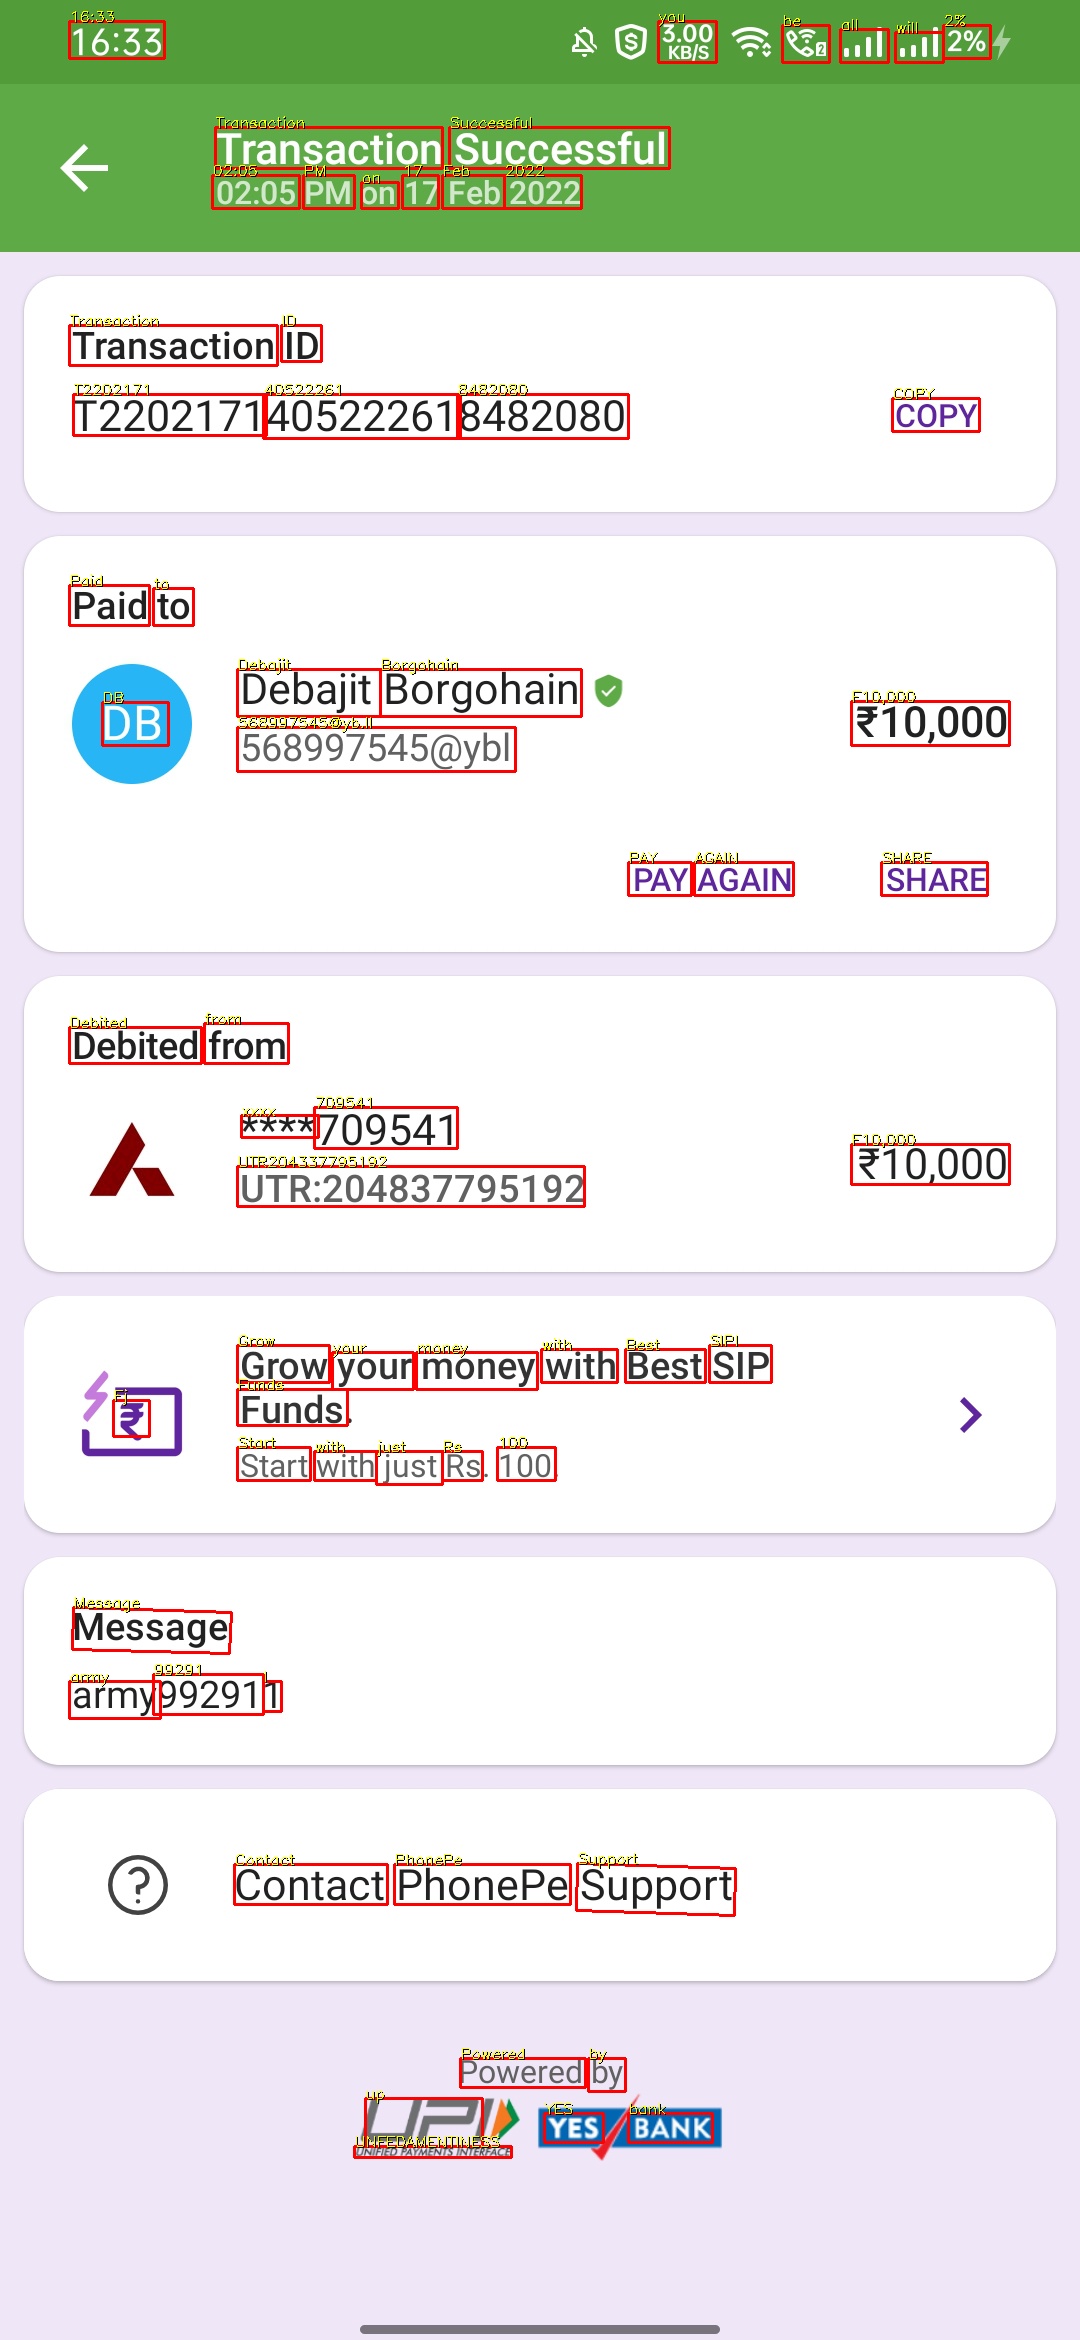 16:33 3.00 KB/S 2 2%
Transaction Successful
02:05 PM on 17 Feb 2022
Transaction ID
T2202171405222618482080 COPY
Paid to
DB Debajit Borgohain ₹10,000
568997545@ybl
PAY AGAIN SHARE
Debited from
****709541 ₹10,000
UTR:204837795192
Grow your money with Best SIP
Funds.
Start with just Rs. 100
Message
army992911
Contact PhonePe Support
Powered by
UPI YES BANK
UNIFIED PAYMENTS INTERFACE